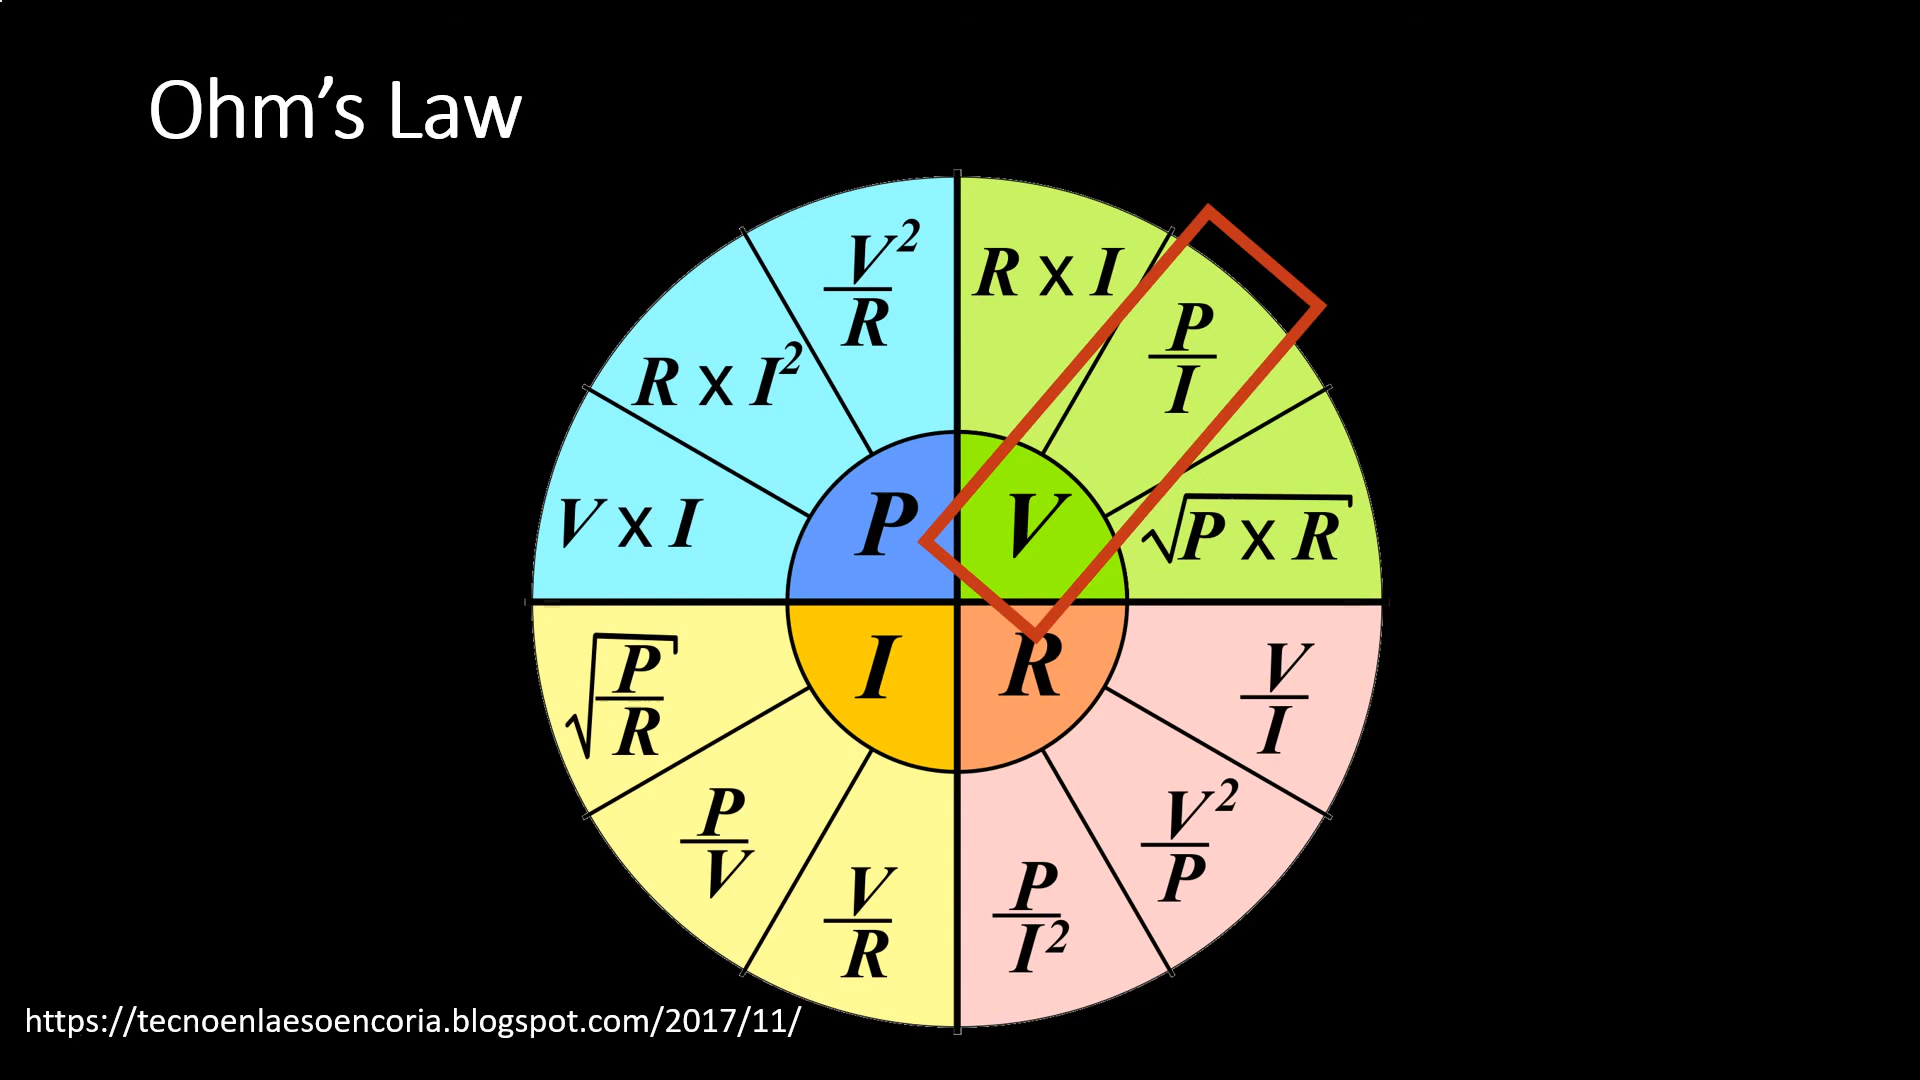 Ohm’s Law
V²/R
R x I
R x I²
P/I
V x I
P
V
√(P x R)
√(P/R)
I
R
V/I
P/V
V²/P
V/R
P/I²
https://tecnoenlaesoencoria.blogspot.com/2017/11/